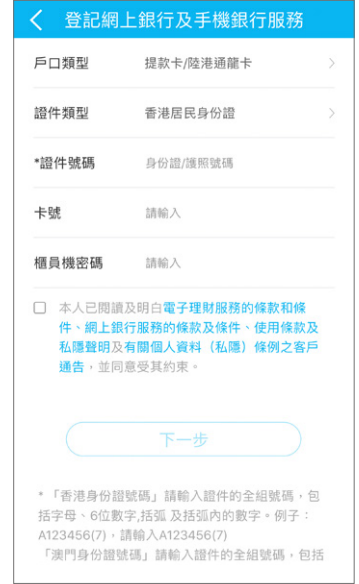 登記網上銀行及手機銀行服務
戶口類型 提款卡/陸港通龍卡
證件類型 香港居民身份證
*證件號碼 身份證/護照號碼
卡號 請輸入
櫃員機密碼 請輸入
本人已閱讀及明白電子理財服務的條款和條
件、網上銀行服務的條款及條件、使用條款及
私隱聲明及有關個人資料（私隱）條例之客戶
通告，並同意受其約束。
下一步
* 「香港身份證號碼」請輸入證件的全組號碼，包
括字母、6位數字,括弧 及括弧內的數字。例子：
A123456(7)，請輸入A123456(7)
「澳門身份證號碼」請輸入證件的全組號碼，包括